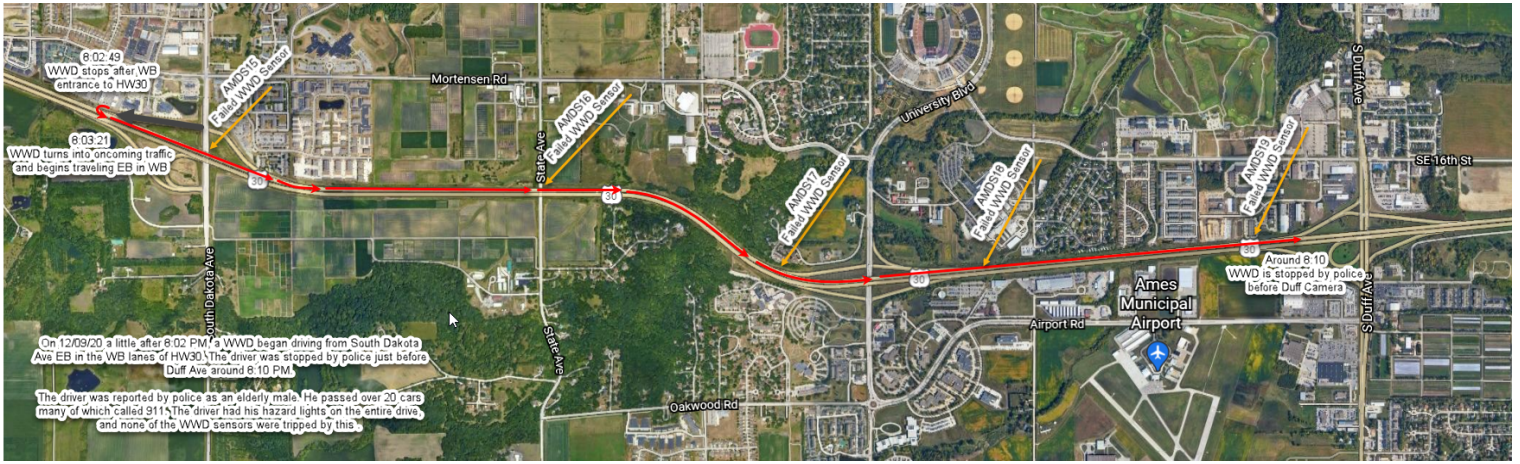 8:02:49
WWD stops after WB
entrance to HW30
AMDS15
Failed WWD Sensor
8:03:21
WWD turns into oncoming traffic
and begins traveling EB in WB
30
Mortensen Rd
AMDS16
Failed WWD Sensor
State Ave
30
AMDS17
Failed WWD Sensor
University Blvd
AMDS18
Failed WWD Sensor
30
AMDS19
Failed WWD Sensor
S Duff Ave
SE 16th St
30
Around 8:10
WWD is stopped by police
before Duff Camera
South Dakota Ave
State Ave
Ames
Municipal
Airport
Airport Rd
S Duff Ave
Oakwood Rd
On 12/09/20 a little after 8:02 PM, a WWD began driving from South Dakota
Ave EB in the WB lanes of HW30. The driver was stopped by police just before
Duff Ave around 8:10 PM.
The driver was reported by police as an elderly male. He passed over 20 cars
many of which called 911. The driver had his hazard lights on the entire drive,
and none of the WWD sensors were tripped by this